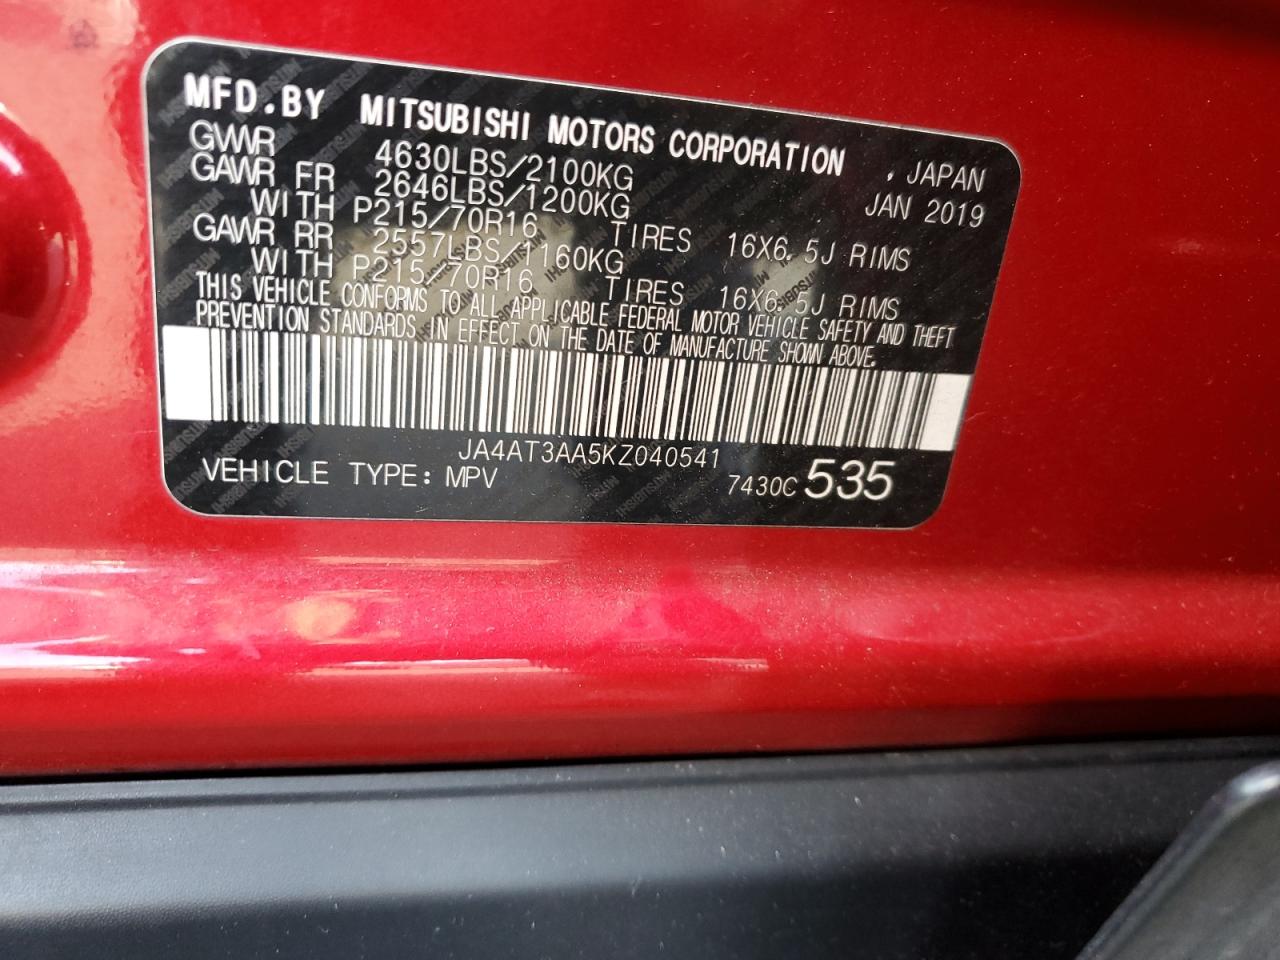 MFD.BY MITSUBISHI MOTORS CORPORATION , JAPAN
GVWR 4630LBS/2100KG JAN 2019
GAWR FR 2646LBS/1200KG
WITH P215/70R16 TIRES 16X6.5J RIMS
GAWR RR 2557LBS/1160KG
WITH P215/70R16 TIRES 16X6.5J RIMS
THIS VEHICLE CONFORMS TO ALL APPLICABLE FEDERAL MOTOR VEHICLE SAFETY AND THEFT
PREVENTION STANDARDS IN EFFECT ON THE DATE OF MANUFACTURE SHOWN ABOVE.
JA4AT3AA5KZ040541
VEHICLE TYPE: MPV 7430C 535